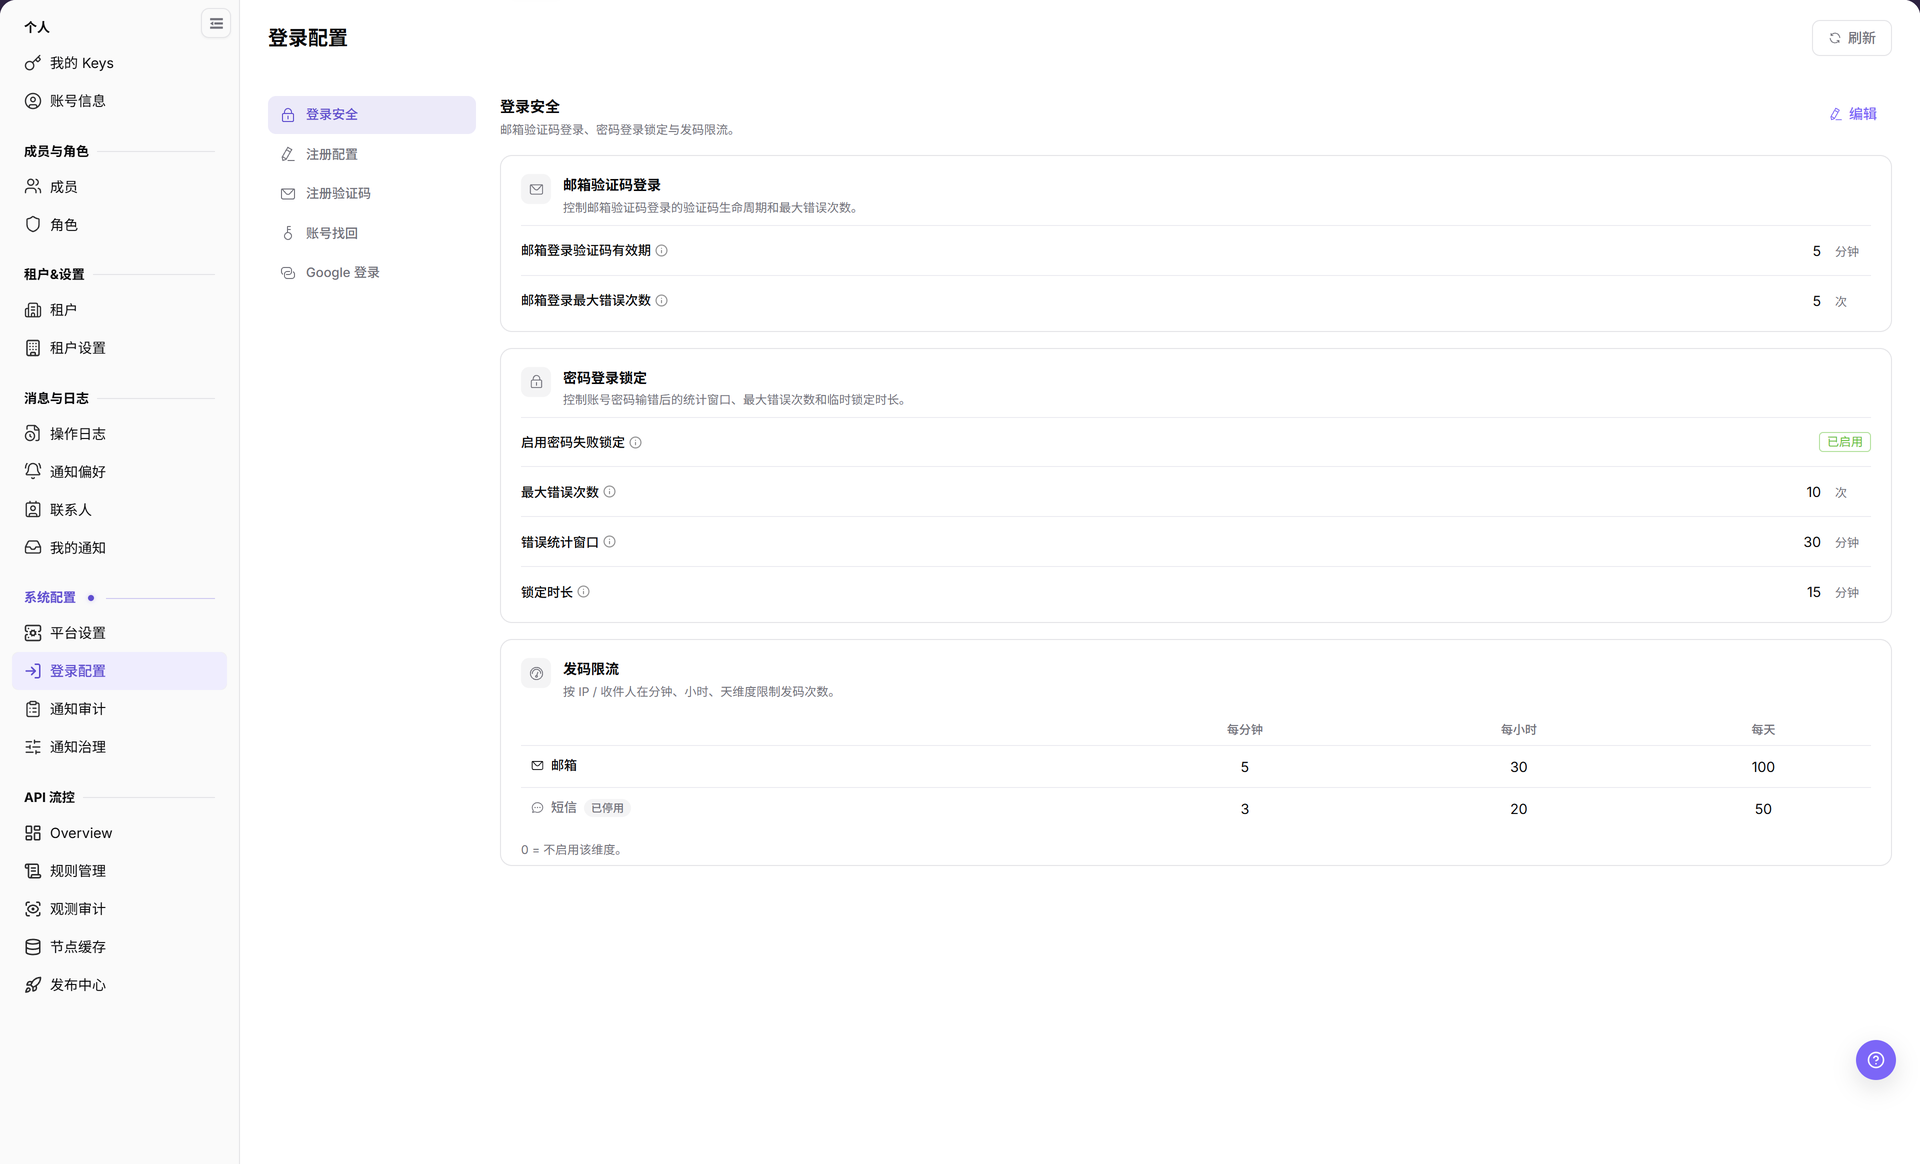 个人
我的 Keys
账号信息
成员与角色
成员
角色
租户&设置
租户
租户设置
消息与日志
操作日志
通知偏好
联系人
我的通知
系统配置
平台设置
登录配置
通知审计
通知治理
API 流控
Overview
规则管理
观测审计
节点缓存
发布中心
登录配置
刷新
登录安全
注册配置
注册验证码
账号找回
Google 登录
登录安全
邮箱验证码登录、密码登录锁定与发码限流。
编辑
邮箱验证码登录
控制邮箱验证码登录的验证码生命周期和最大错误次数。
邮箱登录验证码有效期 5 分钟
邮箱登录最大错误次数 5 次
密码登录锁定
控制账号密码输错后的统计窗口、最大错误次数和临时锁定时长。
启用密码失败锁定 已启用
最大错误次数 10 次
错误统计窗口 30 分钟
锁定时长 15 分钟
发码限流
按 IP / 收件人在分钟、小时、天维度限制发码次数。
每分钟 每小时 每天
邮箱 5 30 100
短信 已停用 3 20 50
0 = 不启用该维度。